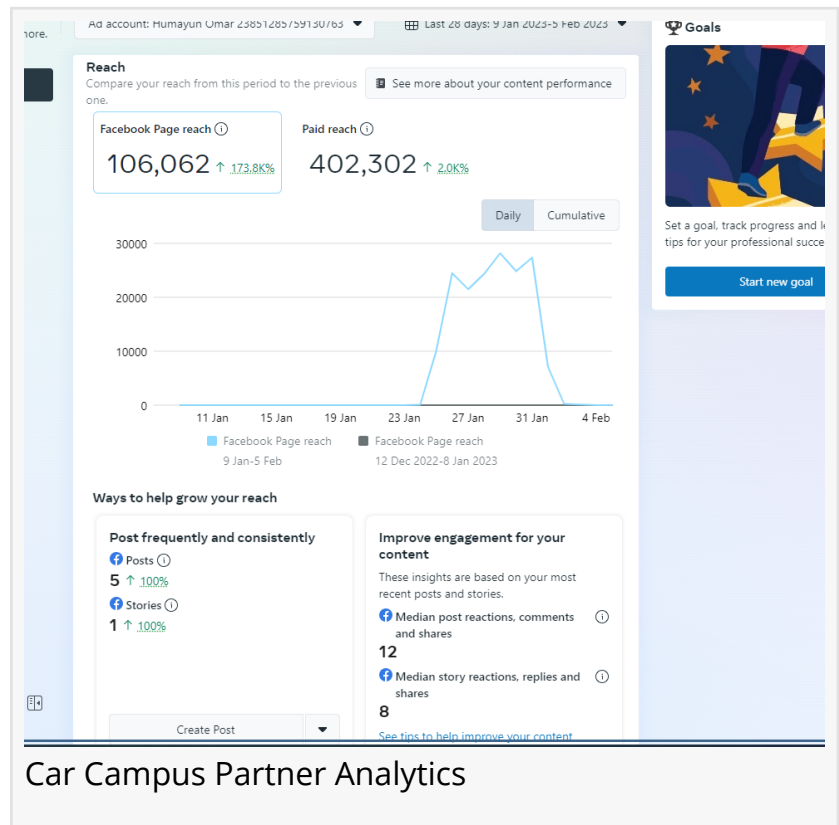 nore.
Ad account: Humayun Omar 23851285759130763
Last 28 days: 9 Jan 2023-5 Feb 2023
Goals
Reach
Compare your reach from this period to the previous
one.
See more about your content performance
Facebook Page reach
Paid reach
106,062 ↑ 173.8K%
402,302 ↑ 2.0K%
Daily
Cumulative
Set a goal, track progress and le
tips for your professional succe
Start new goal
30000
20000
10000
0
11 Jan 15 Jan 19 Jan 23 Jan 27 Jan 31 Jan 4 Feb
Facebook Page reach
9 Jan-5 Feb
Facebook Page reach
12 Dec 2022-8 Jan 2023
Ways to help grow your reach
Post frequently and consistently
Posts
5 ↑ 100%
Stories
1 ↑ 100%
Create Post
Improve engagement for your
content
These insights are based on your most
recent posts and stories.
Median post reactions, comments
and shares
12
Median story reactions, replies and
shares
8
See tips to help improve your content
Car Campus Partner Analytics